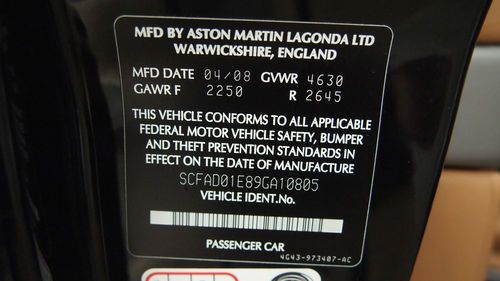 MFD BY ASTON MARTIN LAGONDA LTD
WARWICKSHIRE, ENGLAND
MFD DATE 04/08 GVWR 4630
GAWR F 2250 R 2645
THIS VEHICLE CONFORMS TO ALL APPLICABLE
FEDERAL MOTOR VEHICLE SAFETY, BUMPER
AND THEFT PREVENTION STANDARDS IN
EFFECT ON THE DATE OF MANUFACTURE
SCFAD01E89GA10805
VEHICLE IDENT.No.
PASSENGER CAR
4G43-973407-AC